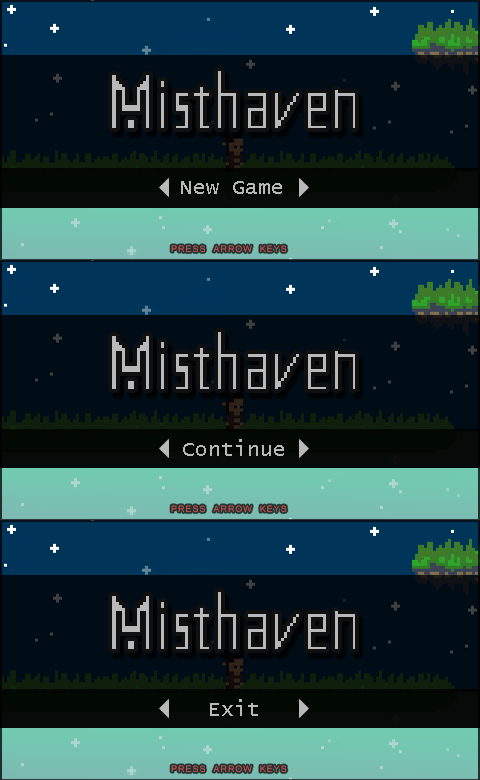 Misthaven
New Game
PRESS ARROW KEYS
Misthaven
Continue
PRESS ARROW KEYS
Misthaven
Exit
PRESS ARROW KEYS